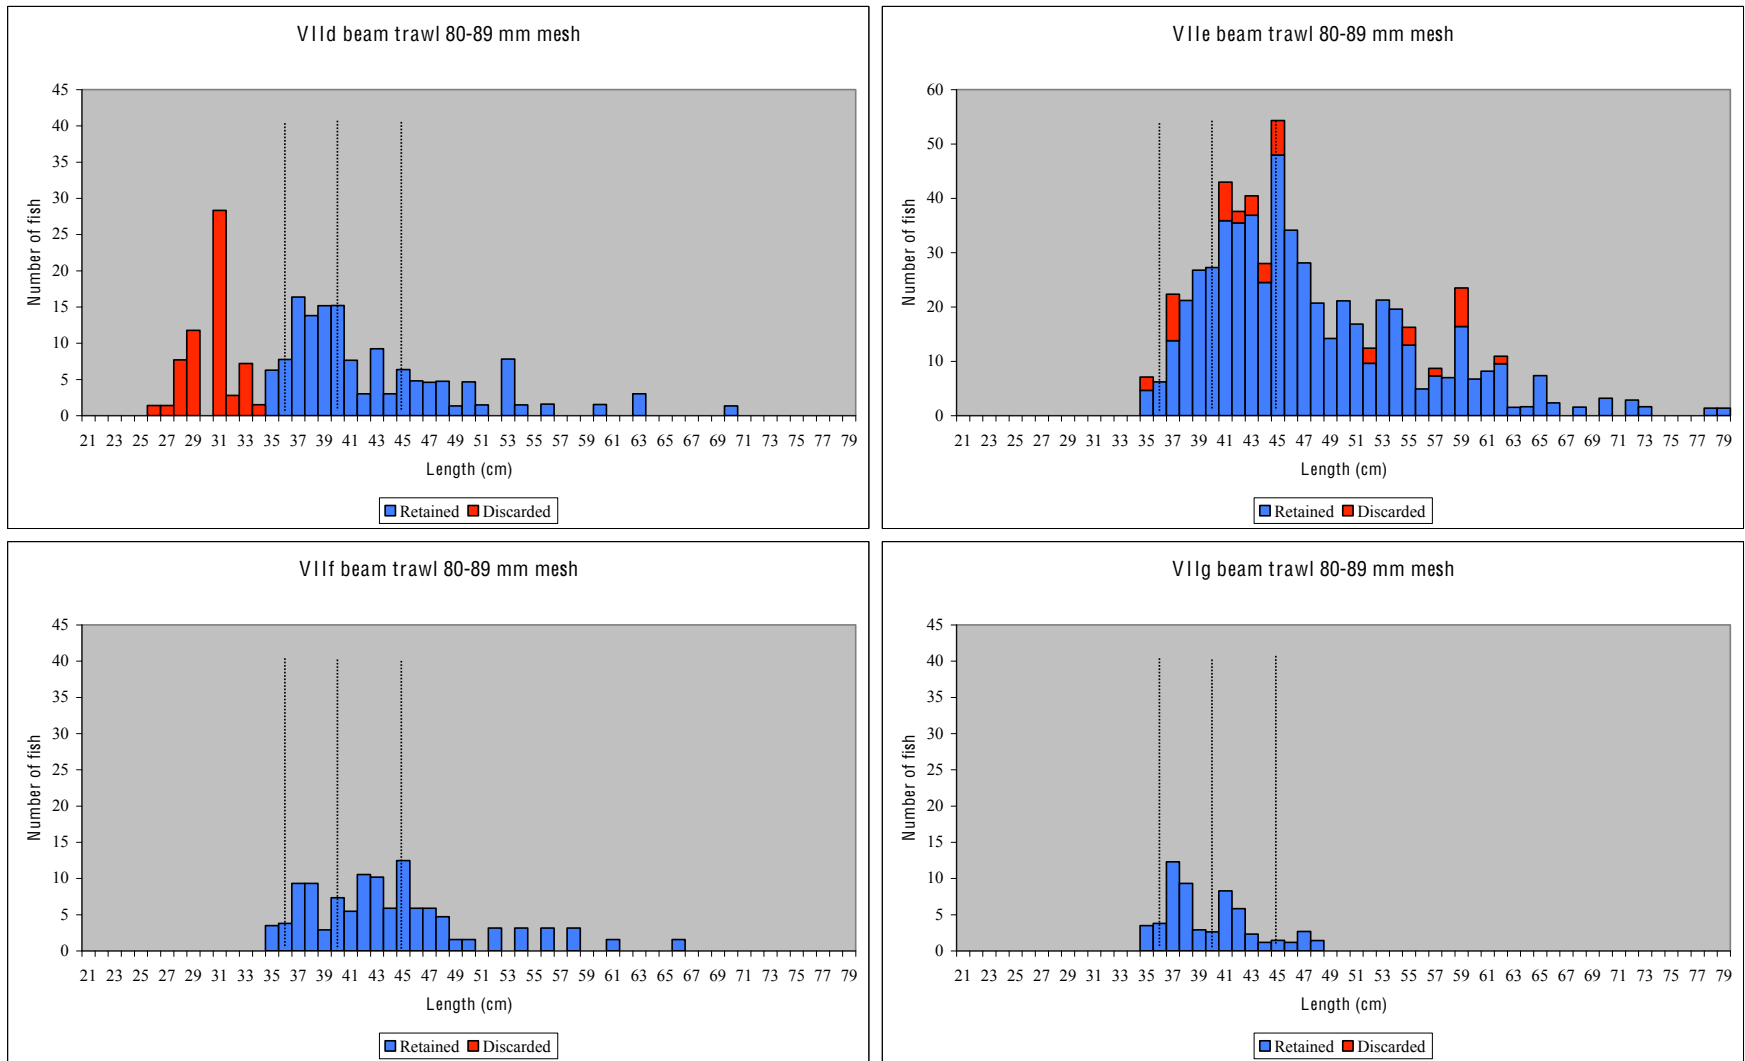 VIId beam trawl 80-89 mm mesh
Number of fish
45
40
35
30
25
20
15
10
5
0
21 23 25 27 29 31 33 35 37 39 41 43 45 47 49 51 53 55 57 59 61 63 65 67 69 71 73 75 77 79
Length (cm)
Retained Discarded
VIIe beam trawl 80-89 mm mesh
Number of fish
60
50
40
30
20
10
0
21 23 25 27 29 31 33 35 37 39 41 43 45 47 49 51 53 55 57 59 61 63 65 67 69 71 73 75 77 79
Length (cm)
Retained Discarded
VIIf beam trawl 80-89 mm mesh
Number of fish
45
40
35
30
25
20
15
10
5
0
21 23 25 27 29 31 33 35 37 39 41 43 45 47 49 51 53 55 57 59 61 63 65 67 69 71 73 75 77 79
Length (cm)
Retained Discarded
VIIg beam trawl 80-89 mm mesh
Number of fish
45
40
35
30
25
20
15
10
5
0
21 23 25 27 29 31 33 35 37 39 41 43 45 47 49 51 53 55 57 59 61 63 65 67 69 71 73 75 77 79
Length (cm)
Retained Discarded